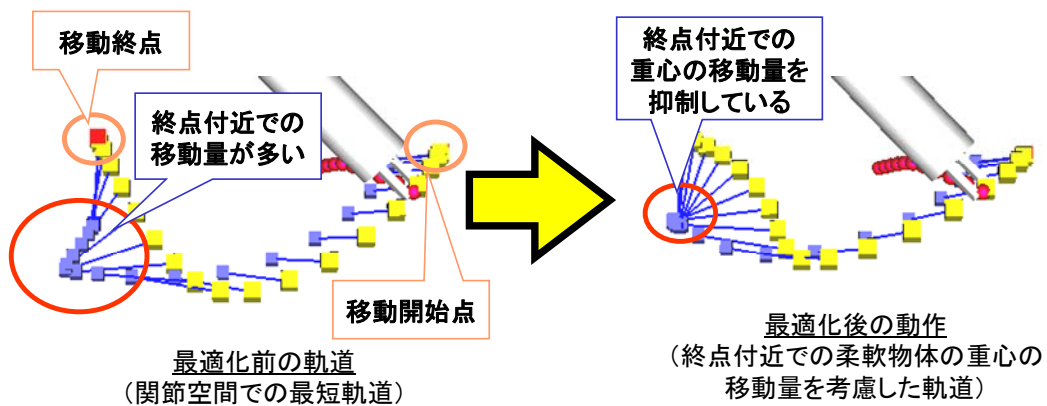 移動終点
終点付近での
移動量が多い
移動開始点
最適化前の軌道
（関節空間での最短軌道）
終点付近での
重心の移動量を
抑制している
最適化後の動作
（終点付近での柔軟物体の重心の
移動量を考慮した軌道）